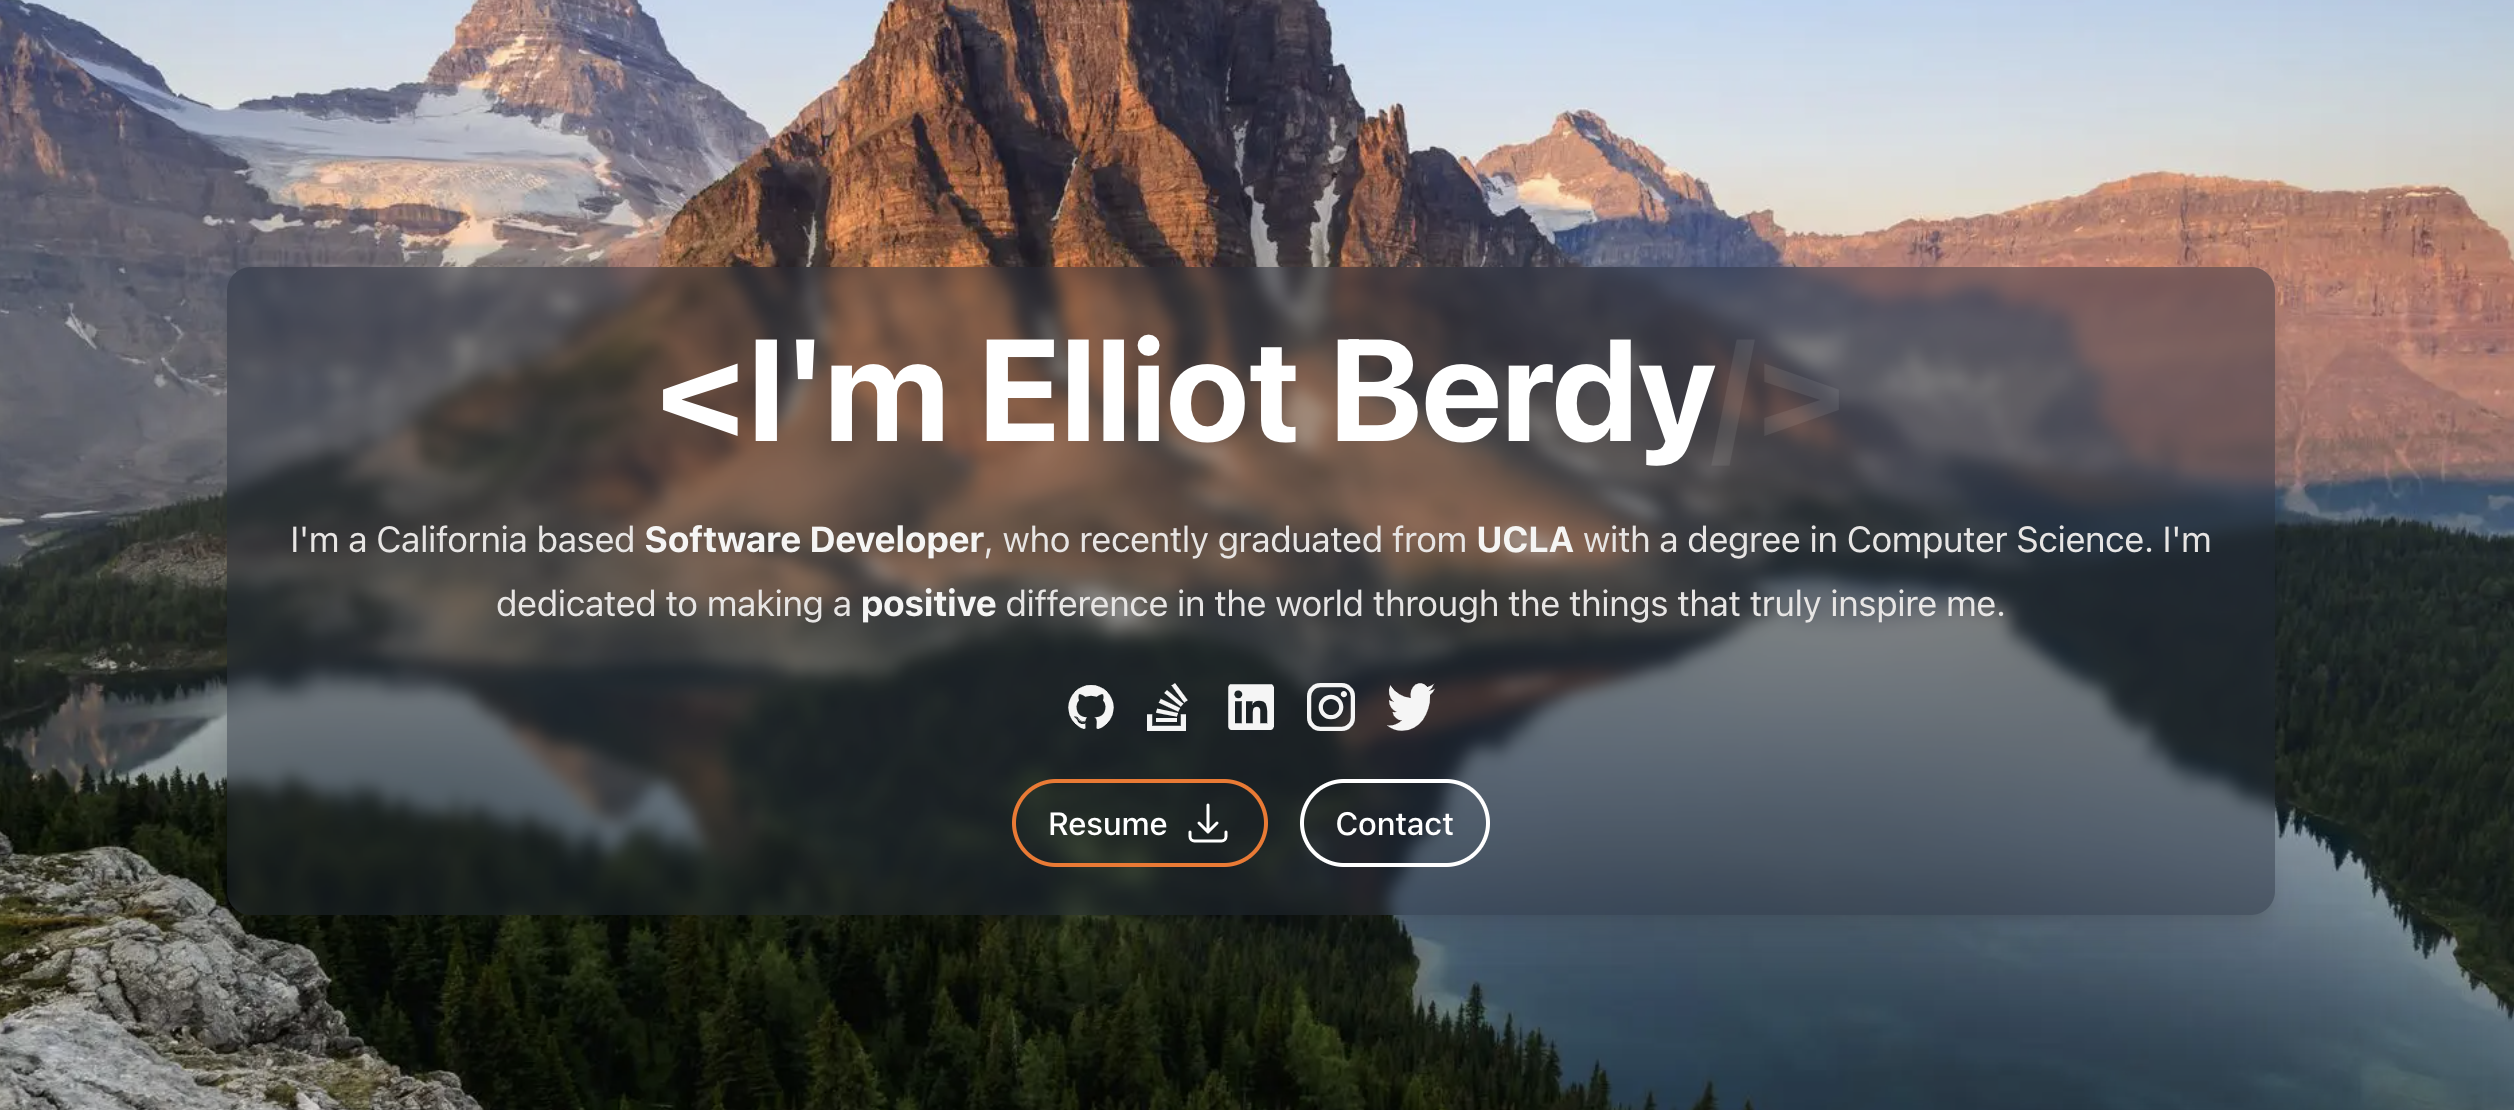 <I'm Elliot Berdy/>
I'm a California based Software Developer, who recently graduated from UCLA with a degree in Computer Science. I'm
dedicated to making a positive difference in the world through the things that truly inspire me.
in
Resume
Contact